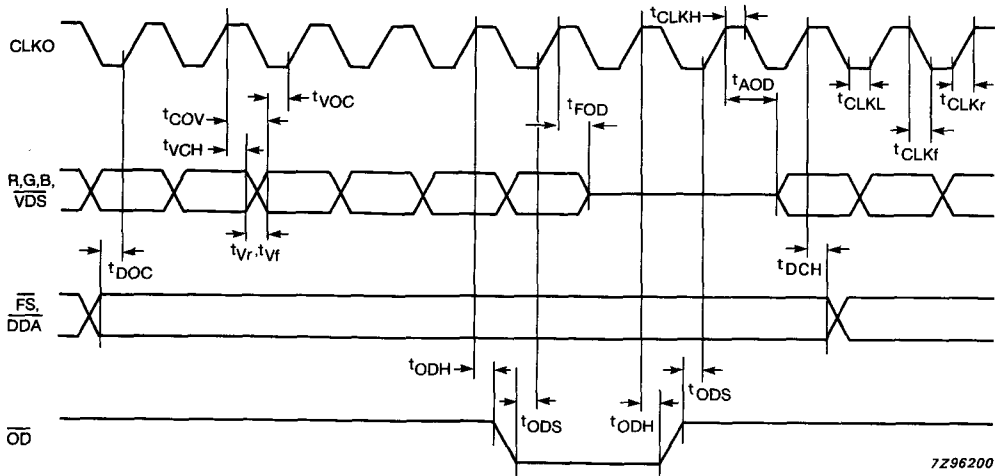 CLKO
tCLKH
tAOD
tVOC
tCOV
tFOD
tVCH
tCLKL
tCLKr
tCLKf
R,G,B,
VDS
tVr,tVf
tDOC
tDCH
FS,
DDA
tODH
tODS
tODH
tODS
OD
7Z96200